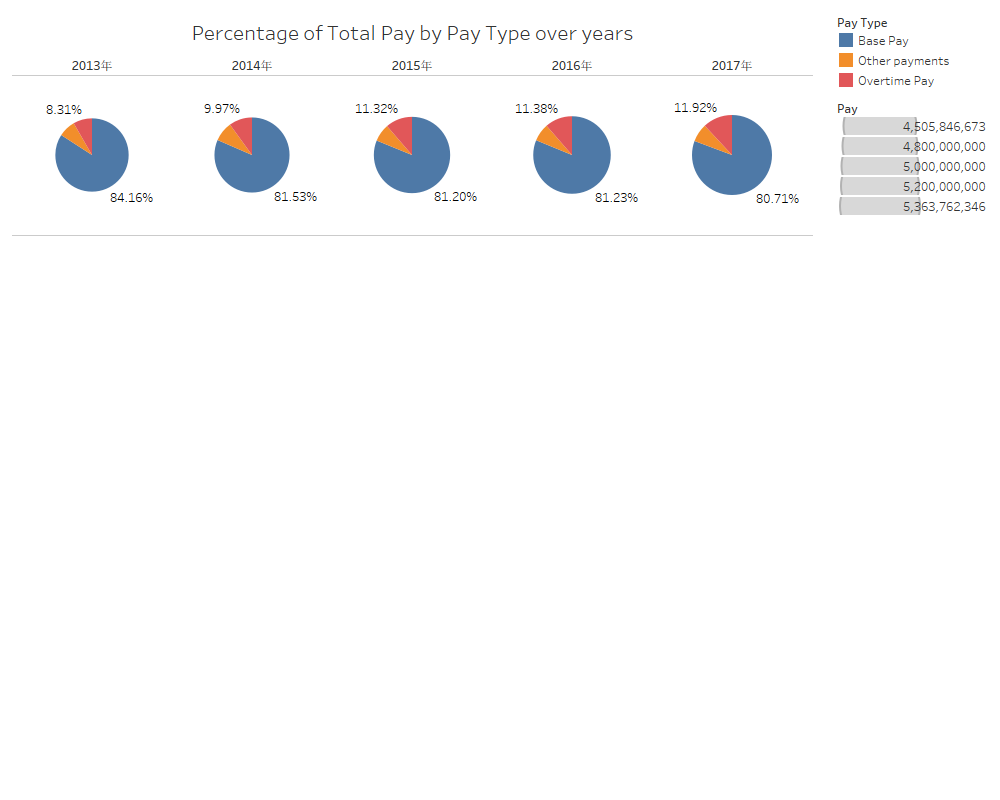 Percentage of Total Pay by Pay Type over years
2013年 2014年 2015年 2016年 2017年
8.31% 9.97% 11.32% 11.38% 11.92%
84.16% 81.53% 81.20% 81.23% 80.71%
Pay Type
Base Pay
Other payments
Overtime Pay
Pay
4,505,846,673
4,800,000,000
5,000,000,000
5,200,000,000
5,363,762,346